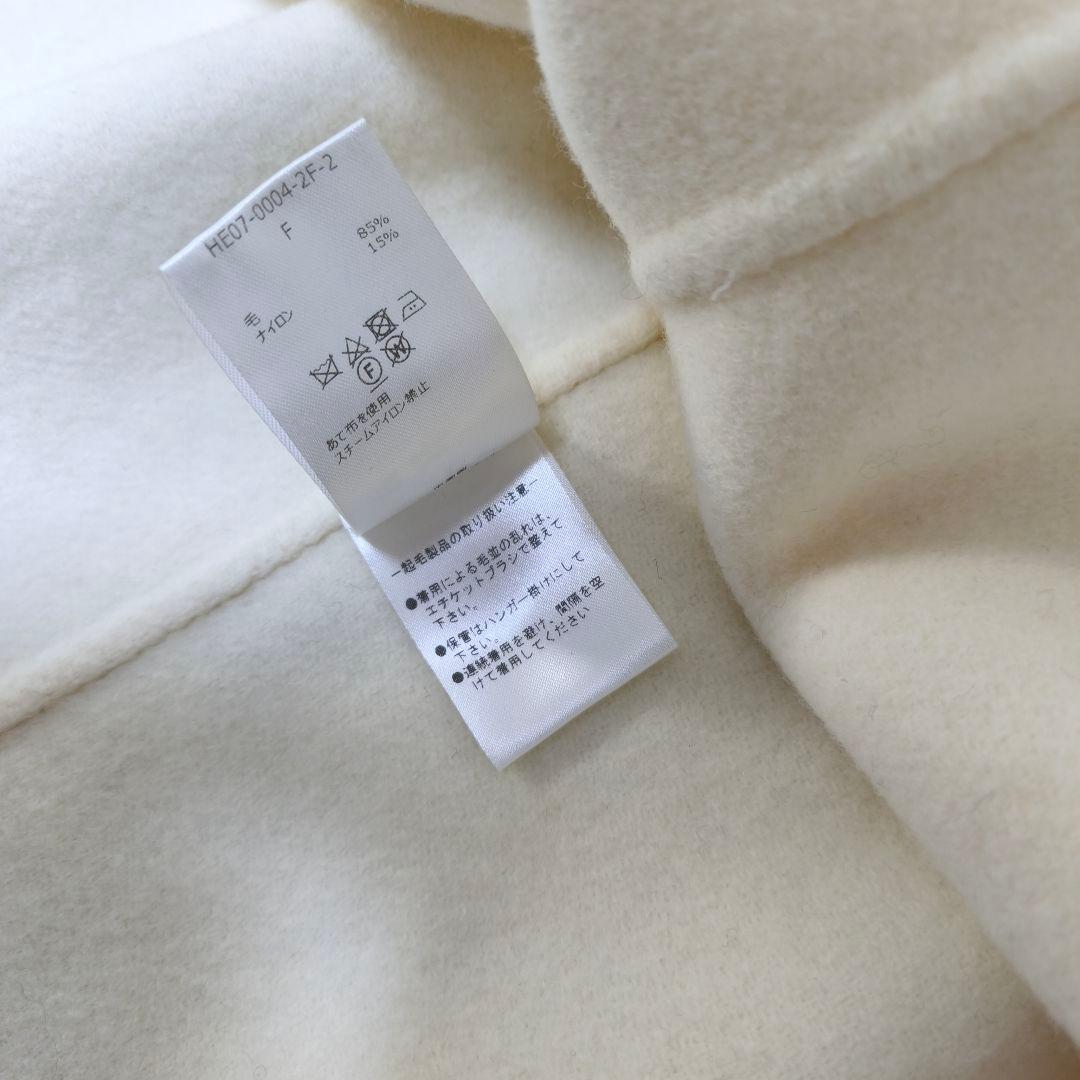 HE07-0004-2F-2
F
毛 85%
ナイロン 15%
F W
あて布を使用
スチームアイロン禁止
ー起毛製品の取り扱い注意ー
●着用による毛並の乱れは、
エチケットブラシで整えて
下さい。
●保管はハンガー掛けにして
下さい。
●連続着用を避け、間隔を空
けて着用してください